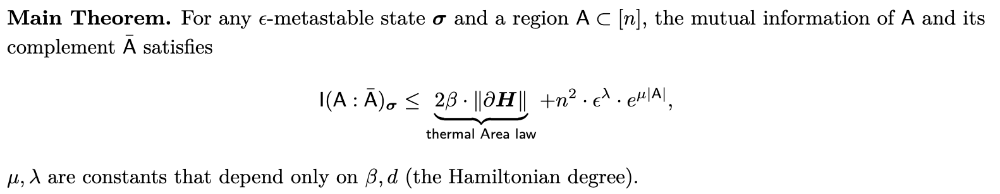 Main Theorem. For any ϵ-metastable state σ and a region A ⊂ [n], the mutual information of A and its
complement Ā satisfies
I(A : Ā)σ ≤ 2β · ∥∂H∥ +n² · ϵ^λ · e^{μ|A|},
thermal Area law
μ, λ are constants that depend only on β, d (the Hamiltonian degree).